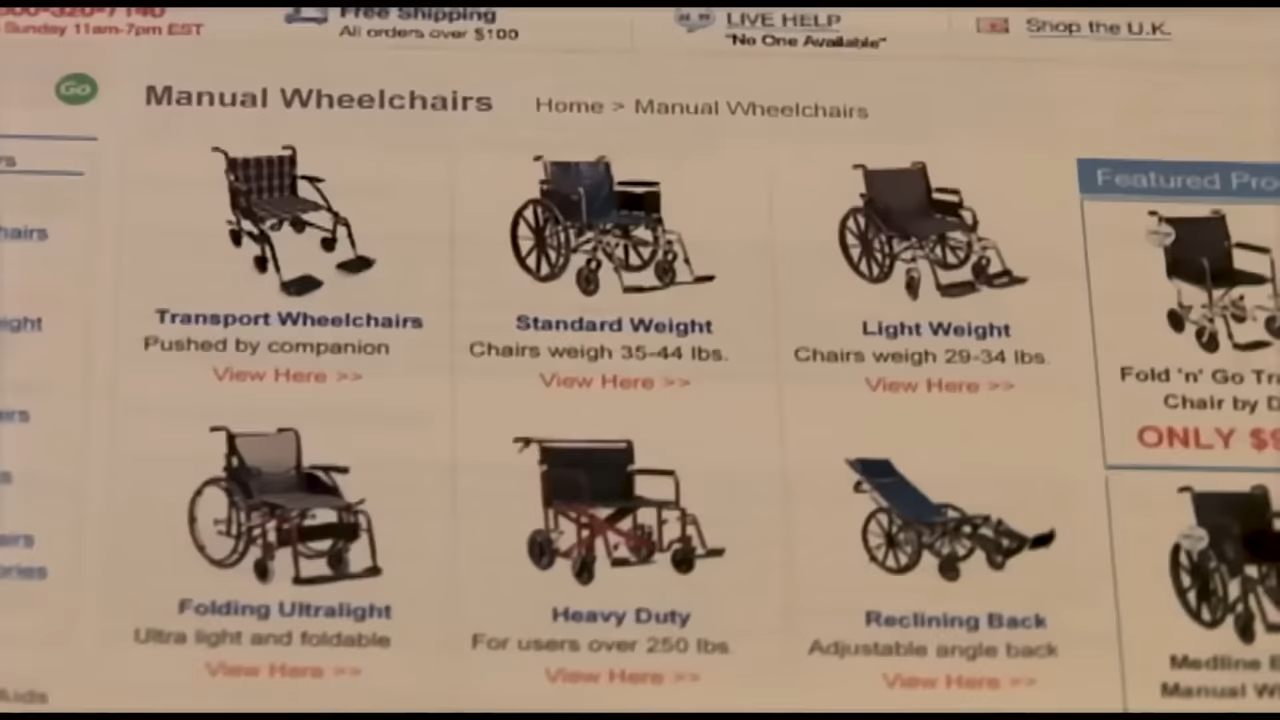 Sunday 11am-7pm EST
Free Shipping
All orders over $100
LIVE HELP
"No One Available"
Shop the U.K.
Go
Manual Wheelchairs
Home > Manual Wheelchairs
Featured
Transport Wheelchairs
Pushed by companion
View Here >>
Standard Weight
Chairs weigh 35-44 lbs.
View Here >>
Light Weight
Chairs weigh 29-34 lbs.
View Here >>
Fold 'n' Go
Chair by
ONLY
Folding Ultralight
Ultra light and foldable
View Here >>
Heavy Duty
For users over 250 lbs
View Here >>
Reclining Back
Adjustable angle back
View Here >>
Medline
Manual
Aids